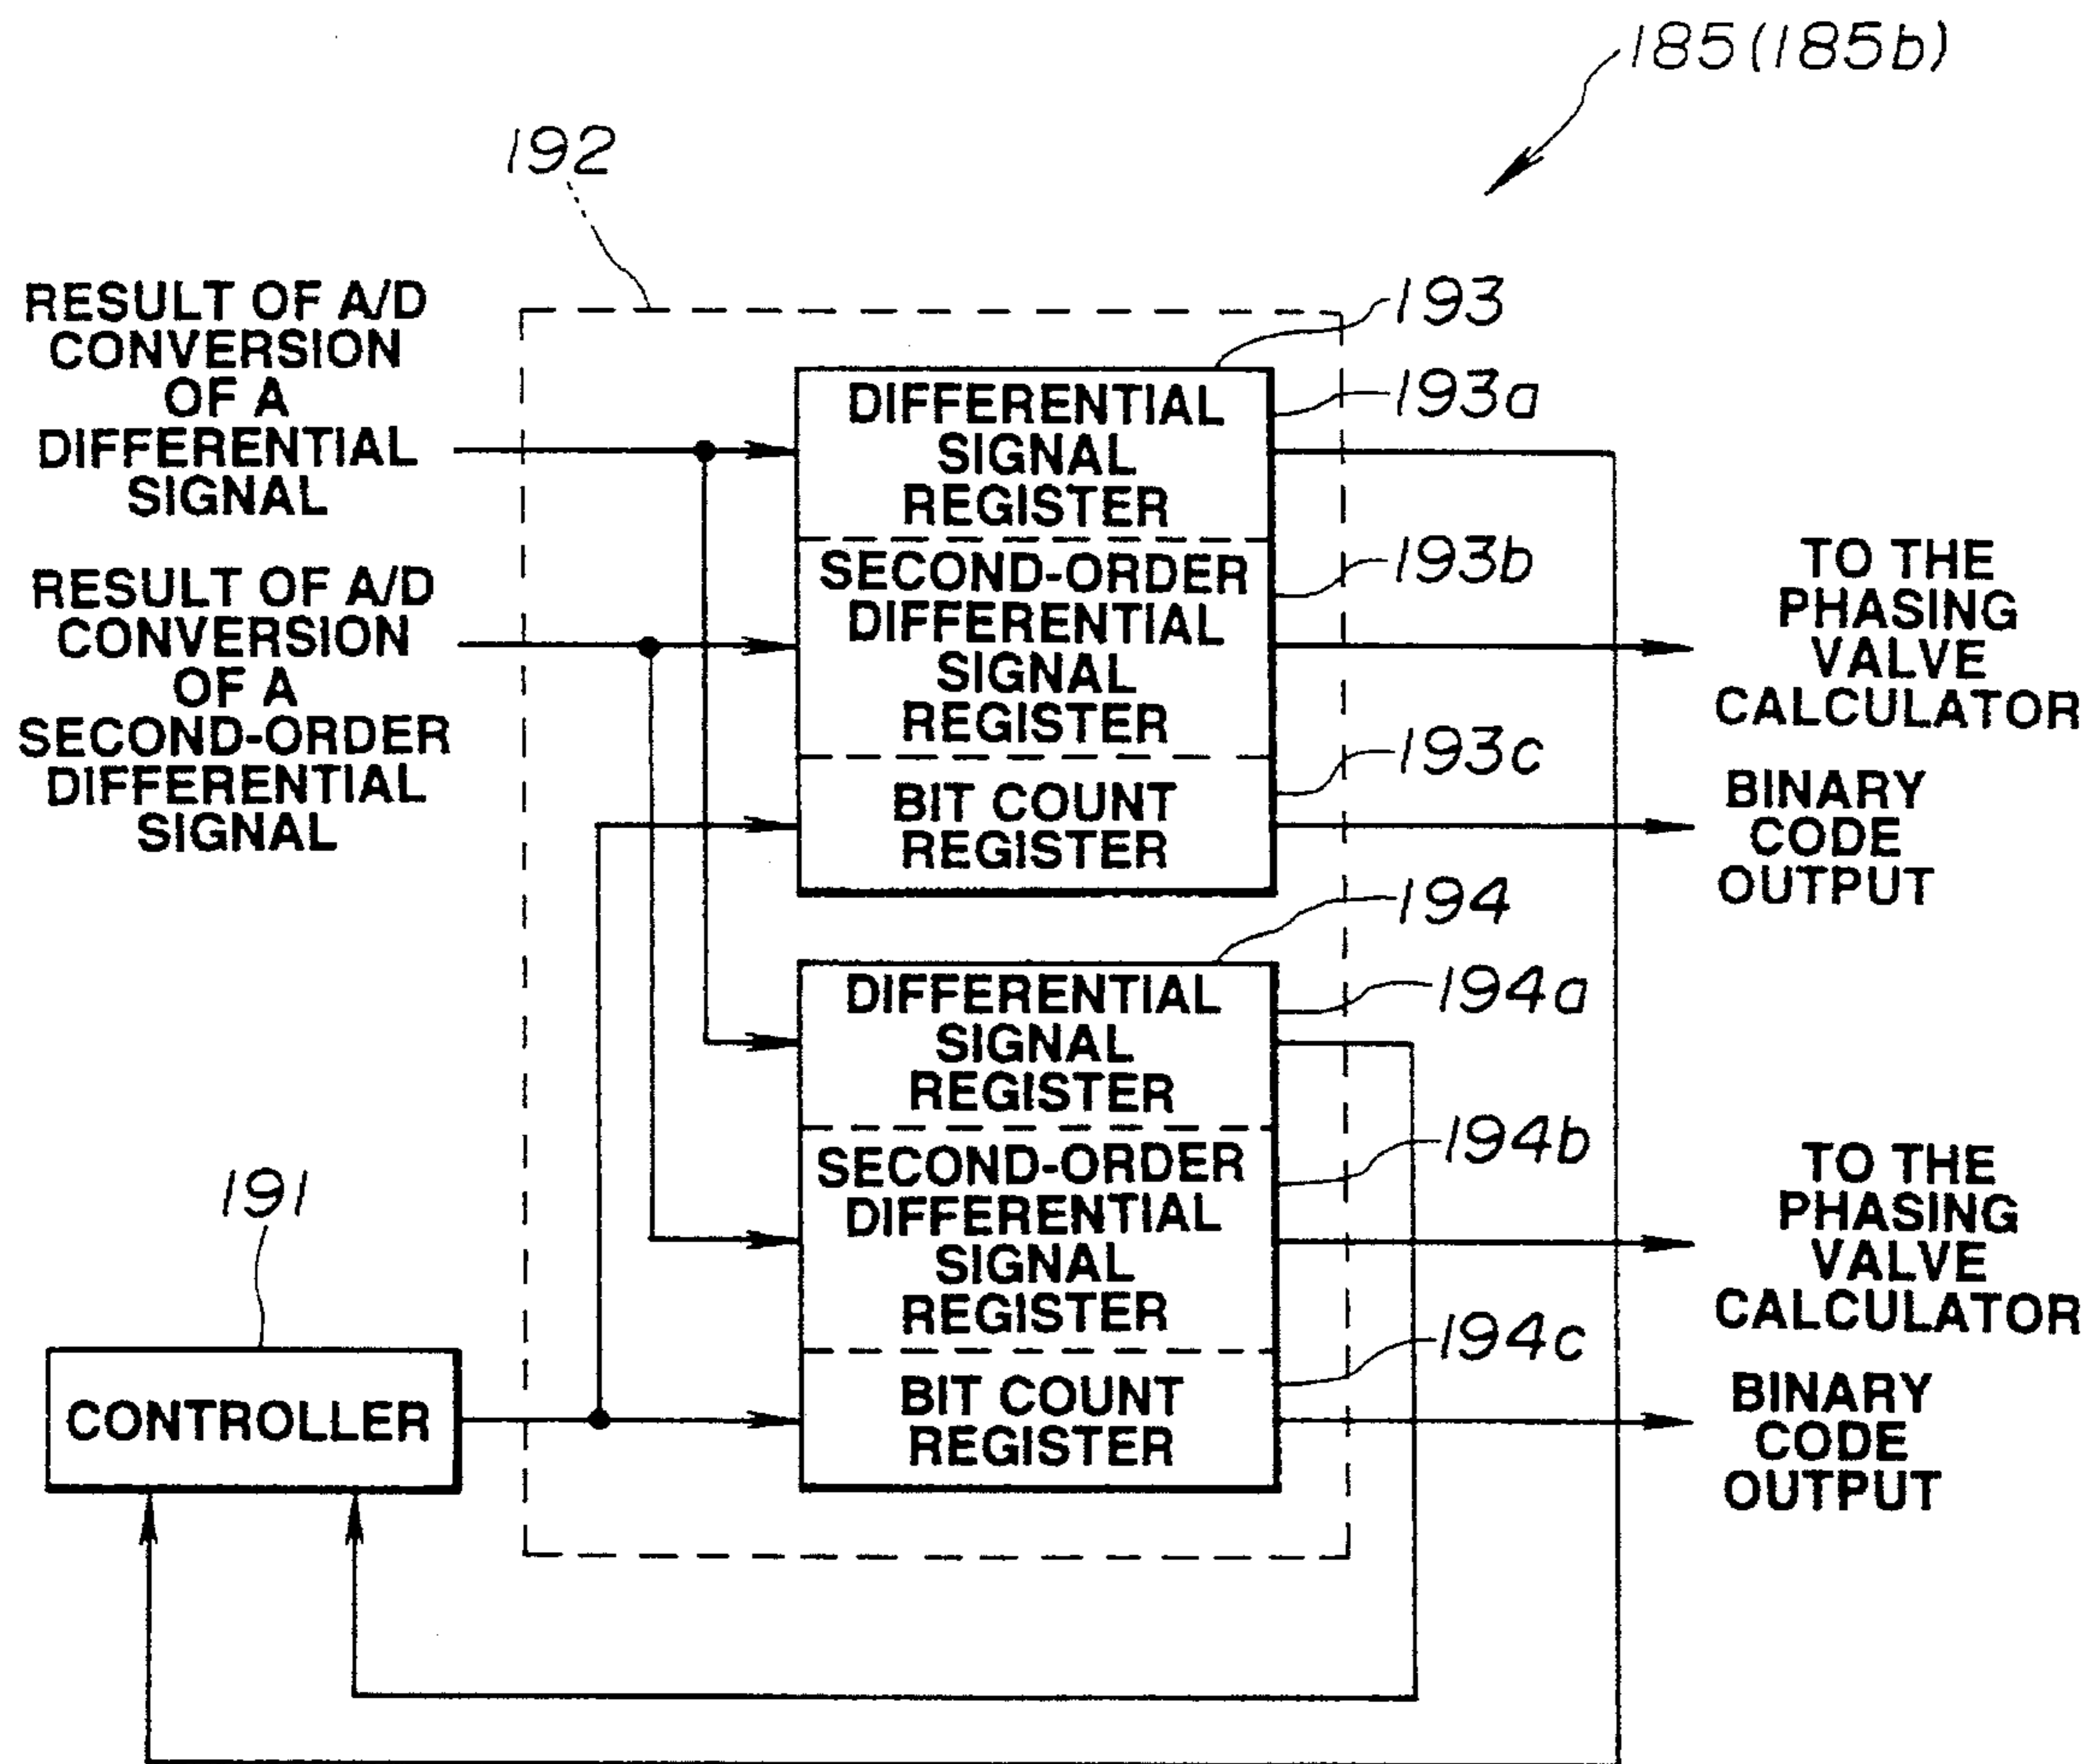 185(185b)
192
RESULT OF A/D
CONVERSION
OF A
DIFFERENTIAL
SIGNAL
RESULT OF A/D
CONVERSION
OF A
SECOND-ORDER
DIFFERENTIAL
SIGNAL
193
193a
DIFFERENTIAL
SIGNAL
REGISTER
193b
SECOND-ORDER
DIFFERENTIAL
SIGNAL
REGISTER
193c
BIT COUNT
REGISTER
TO THE
PHASING
VALVE
CALCULATOR
BINARY
CODE
OUTPUT
194
194a
DIFFERENTIAL
SIGNAL
REGISTER
194b
SECOND-ORDER
DIFFERENTIAL
SIGNAL
REGISTER
194c
BIT COUNT
REGISTER
TO THE
PHASING
VALVE
CALCULATOR
BINARY
CODE
OUTPUT
191
CONTROLLER